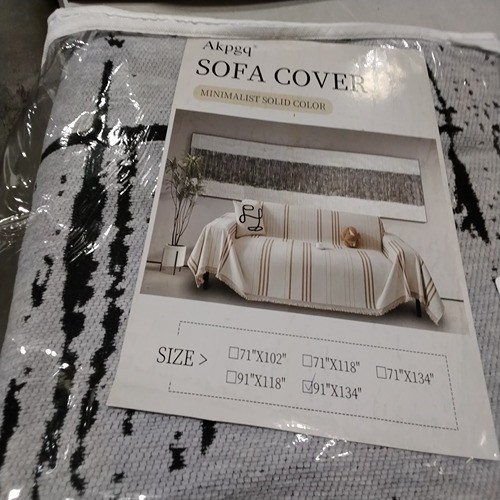 Akpgq
SOFA COVER
MINIMALIST SOLID COLOR
SIZE > ☐71"X102" ☐71"X118" ☐71"X134"
☐91"X118" ☑91"X134"